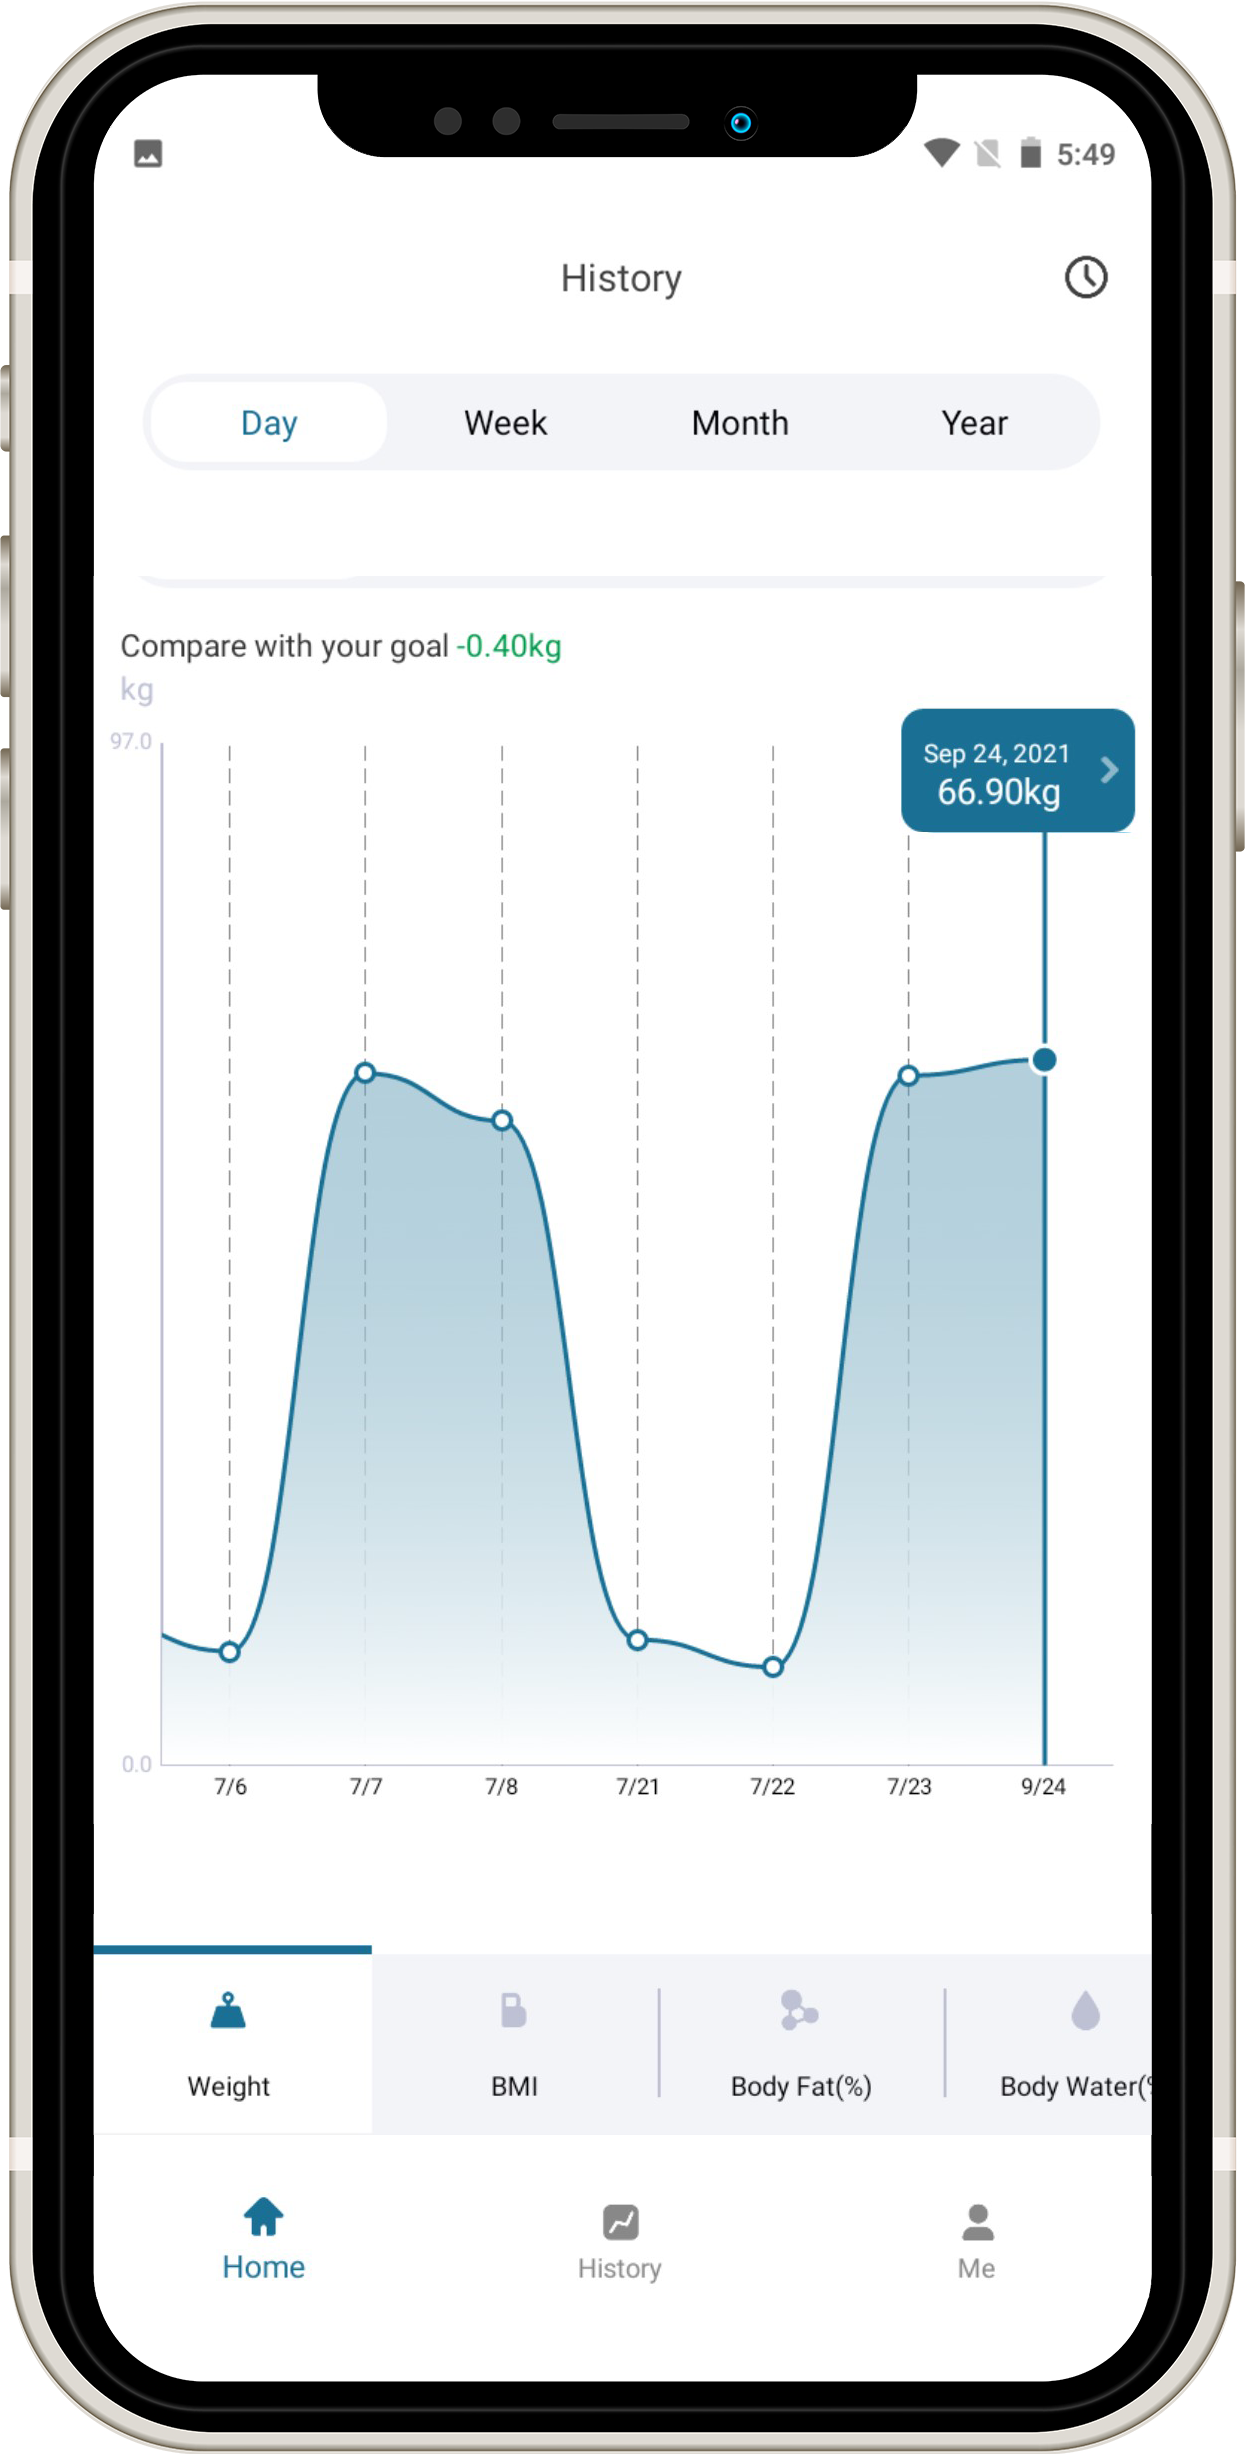 5:49
History
Day Week Month Year
Compare with your goal -0.40kg
kg
97.0
Sep 24, 2021
66.90kg
0.0
7/6 7/7 7/8 7/21 7/22 7/23 9/24
Weight BMI Body Fat(%) Body Water(%
Home History Me